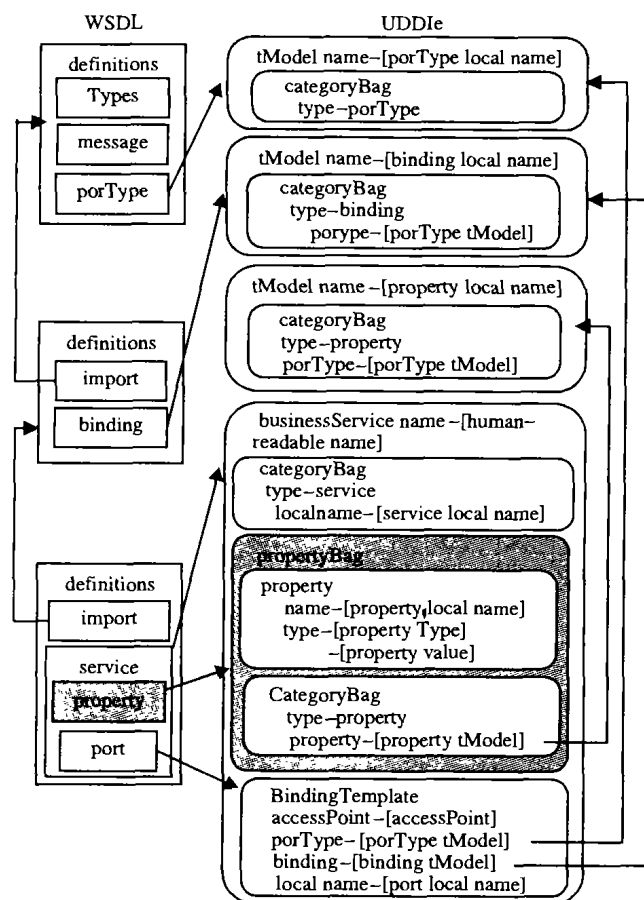 WSDL
definitions
Types
message
porType
definitions
import
binding
definitions
import
service
property
port
UDDIe
tModel name–[porType local name]
categoryBag
type–porType
tModel name–[binding local name]
categoryBag
type–binding
porype–[porType tModel]
tModel name–[property local name]
categoryBag
type–property
porType–[porType tModel]
businessService name–[human-
readable name]
categoryBag
type–service
localname–[service local name]
propertyBag
property
name–[property local name]
type–[property Type]
–[property value]
CategoryBag
type–property
property–[property tModel]
BindingTemplate
accessPoint–[accessPoint]
porType–[porType tModel]
binding–[binding tModel]
local name–[port local name]